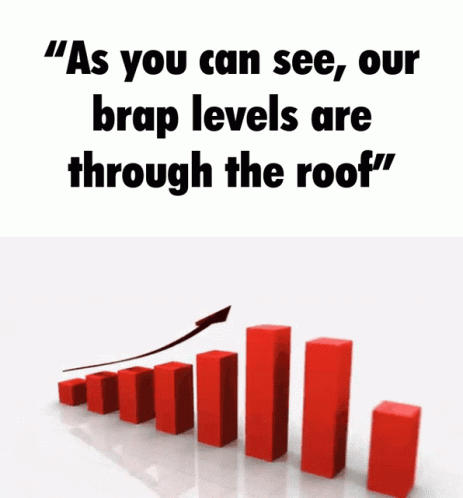 “As you can see, our
brap levels are
through the roof”